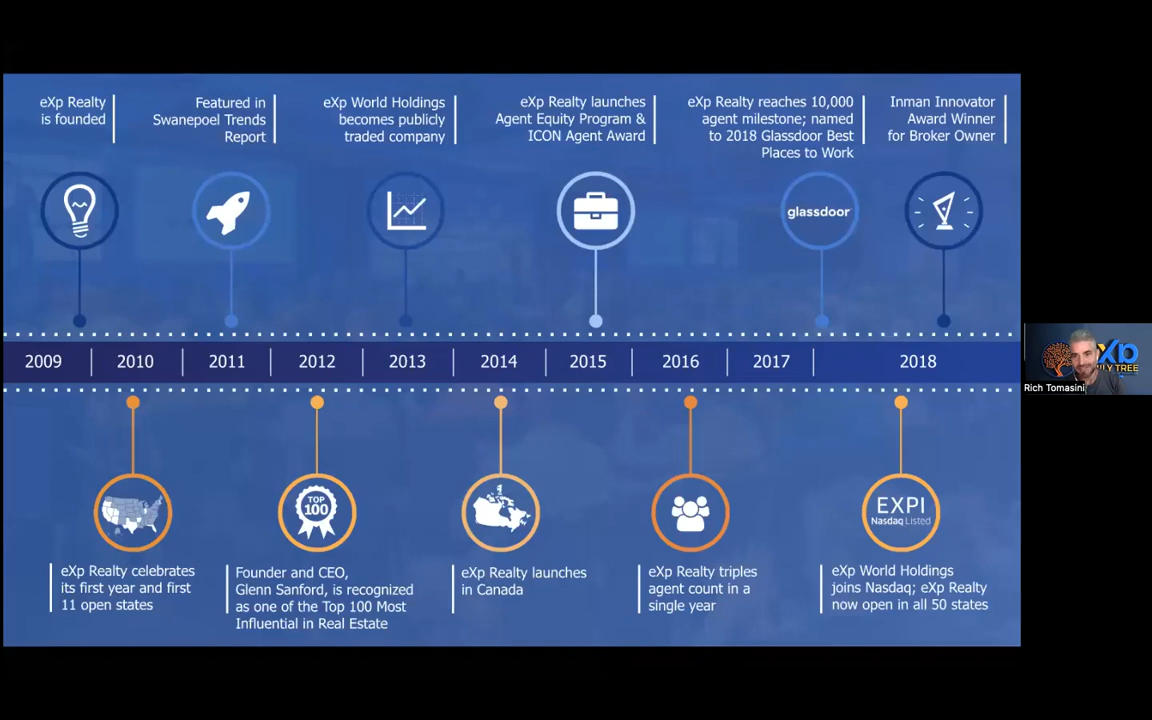 eXp Realty
is founded
Featured in
Swanepoel Trends
Report
eXp World Holdings
becomes publicly
traded company
eXp Realty launches
Agent Equity Program &
ICON Agent Award
eXp Realty reaches 10,000
agent milestone; named
to 2018 Glassdoor Best
Places to Work
Inman Innovator
Award Winner
for Broker Owner
glassdoor
2009
2010
2011
2012
2013
2014
2015
2016
2017
2018
TOP
100
EXPI
Nasdaq Listed
eXp Realty celebrates
its first year and first
11 open states
Founder and CEO,
Glenn Sanford, is recognized
as one of the Top 100 Most
Influential in Real Estate
eXp Realty launches
in Canada
eXp Realty triples
agent count in a
single year
eXp World Holdings
joins Nasdaq; eXp Realty
now open in all 50 states
Xp
TREE
Rich Tomasini